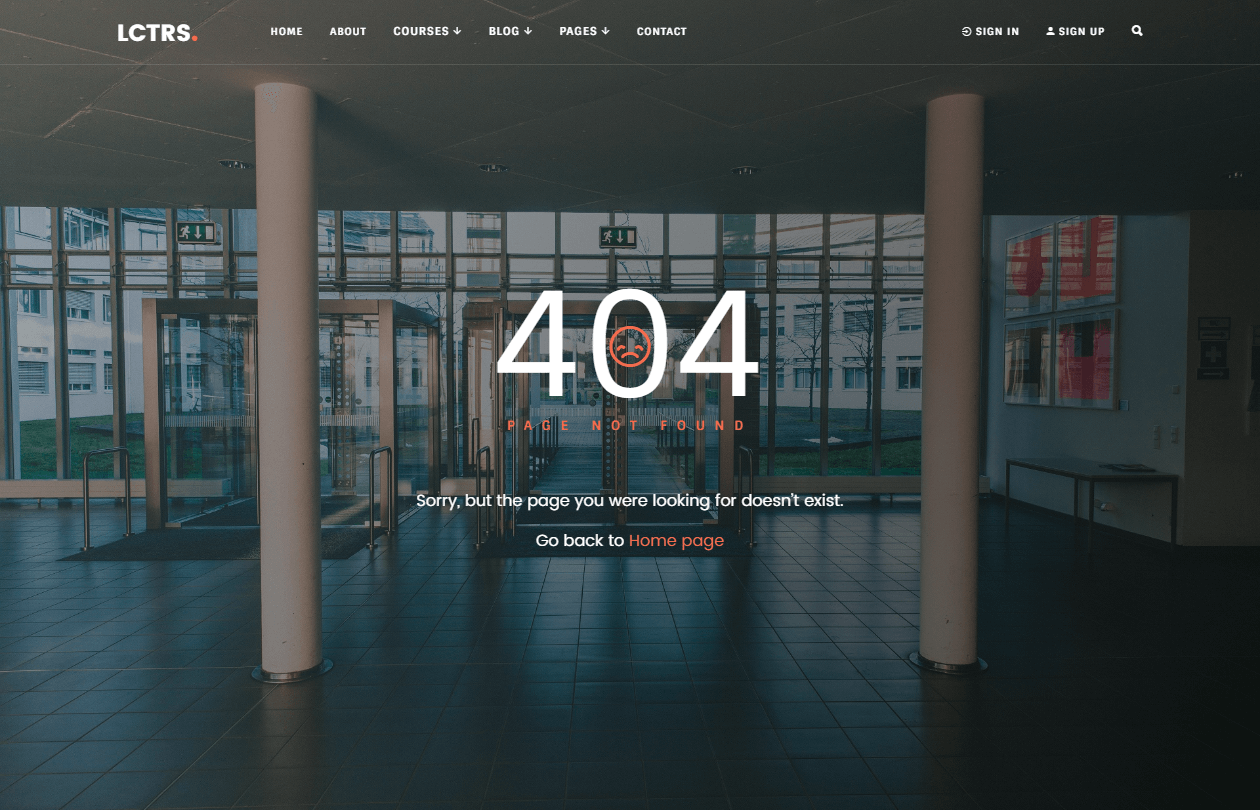 LCTRS.
HOME ABOUT COURSES BLOG PAGES CONTACT
SIGN IN SIGN UP
404
PAGE NOT FOUND
Sorry, but the page you were looking for doesn't exist.
Go back to Home page